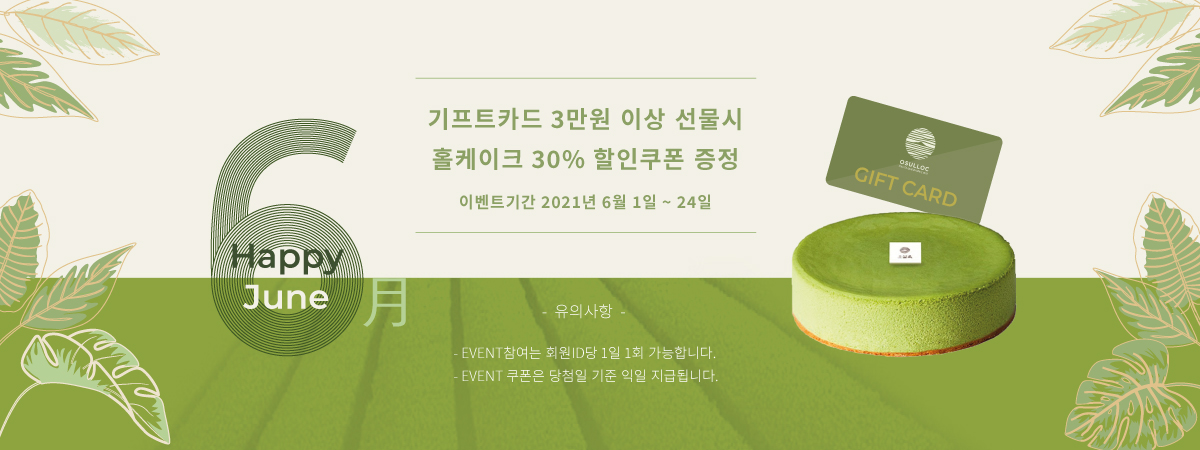 6
Happy
June
月
기프트카드 3만원 이상 선물시
홀케이크 30% 할인쿠폰 증정
이벤트기간 2021년 6월 1일 ~ 24일
- 유의사항 -
- EVENT참여는 회원ID당 1일 1회 가능합니다.
- EVENT 쿠폰은 당첨일 기준 익일 지급됩니다.
OSULLOC
GIFT CARD